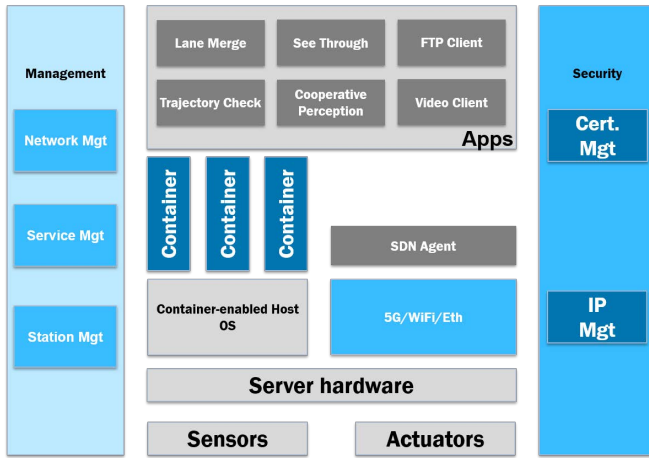 Management
Network Mgt
Service Mgt
Station Mgt
Lane Merge
See Through
FTP Client
Trajectory Check
Cooperative
Perception
Video Client
Apps
Container
Container
Container
SDN Agent
Container-enabled Host
OS
5G/WiFi/Eth
Server hardware
Sensors
Actuators
Security
Cert.
Mgt
IP
Mgt